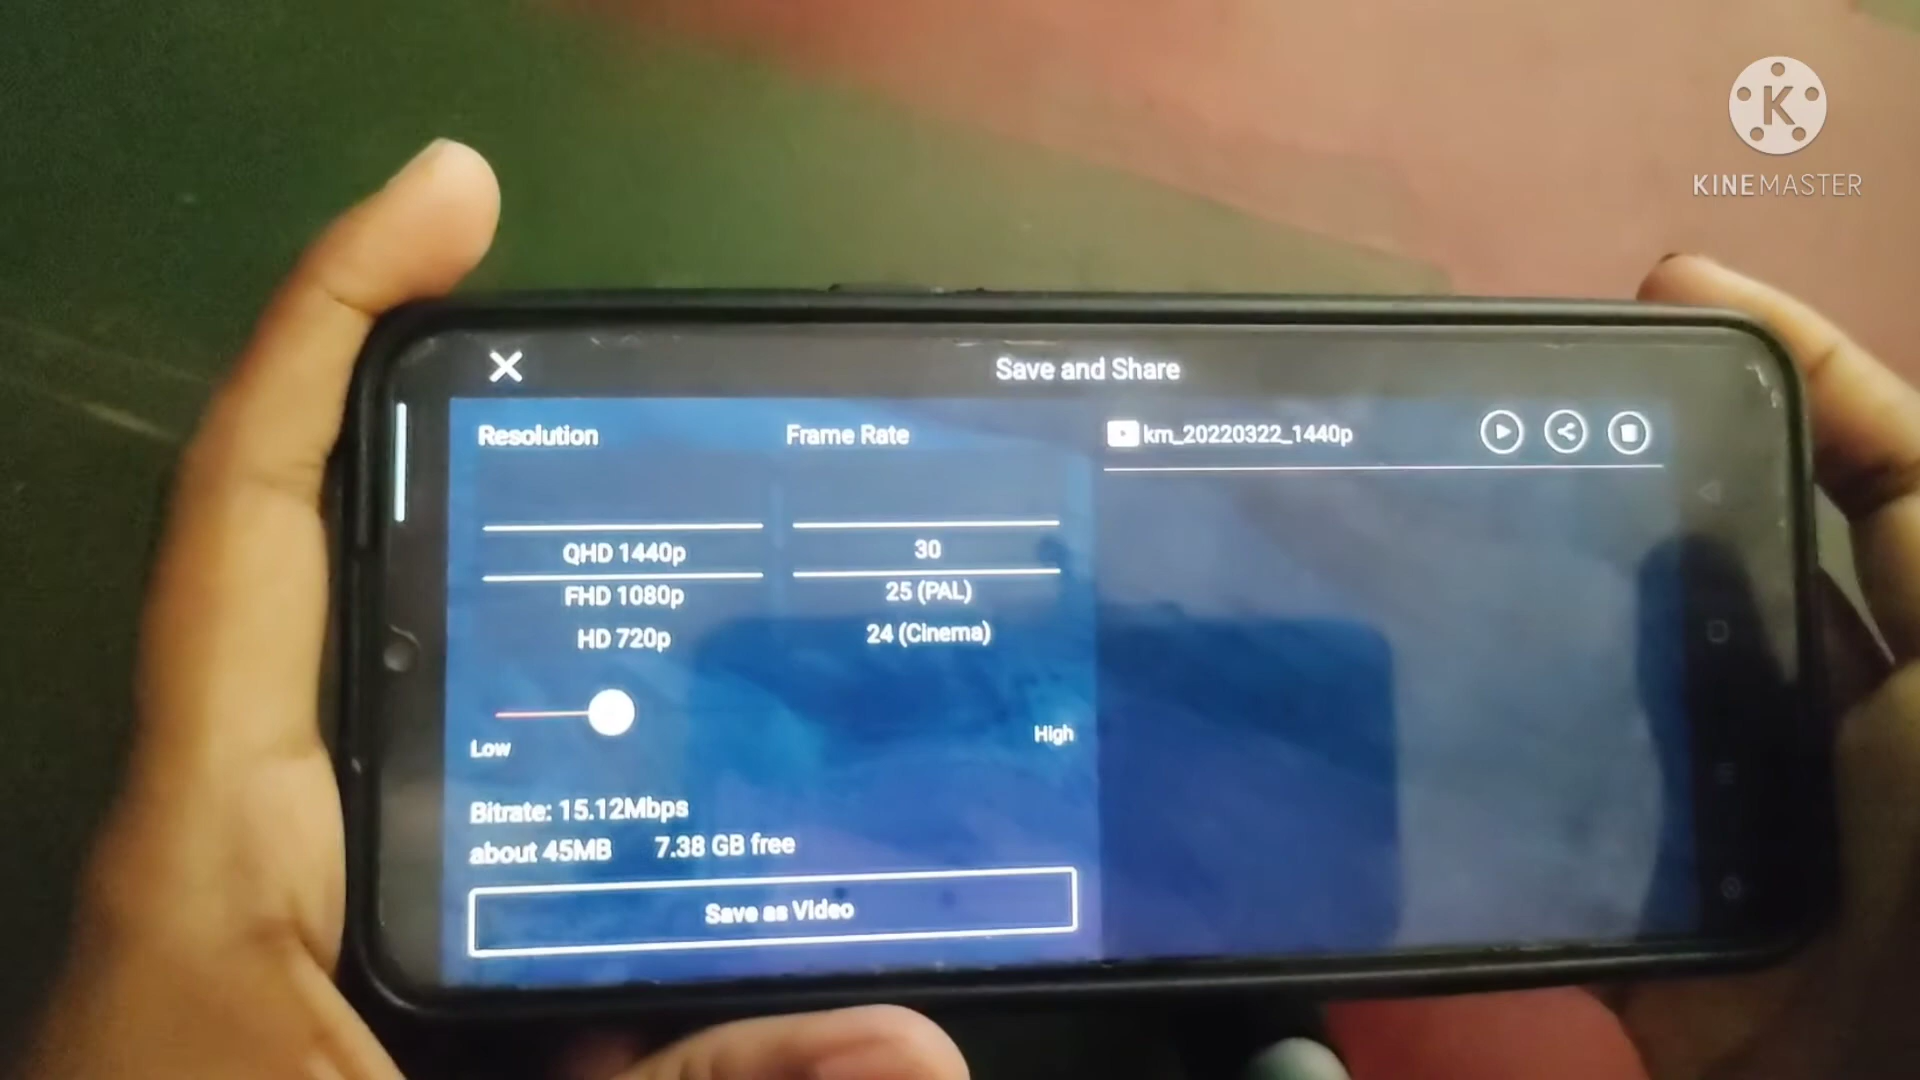 K
KINEMASTER
Save and Share
Resolution
Frame Rate
km_20220322_1440p
QHD 1440p
30
FHD 1080p
25 (PAL)
HD 720p
24 (Cinema)
Low
High
Bitrate: 15.12Mbps
about 45MB 7.38 GB free
Save as Video